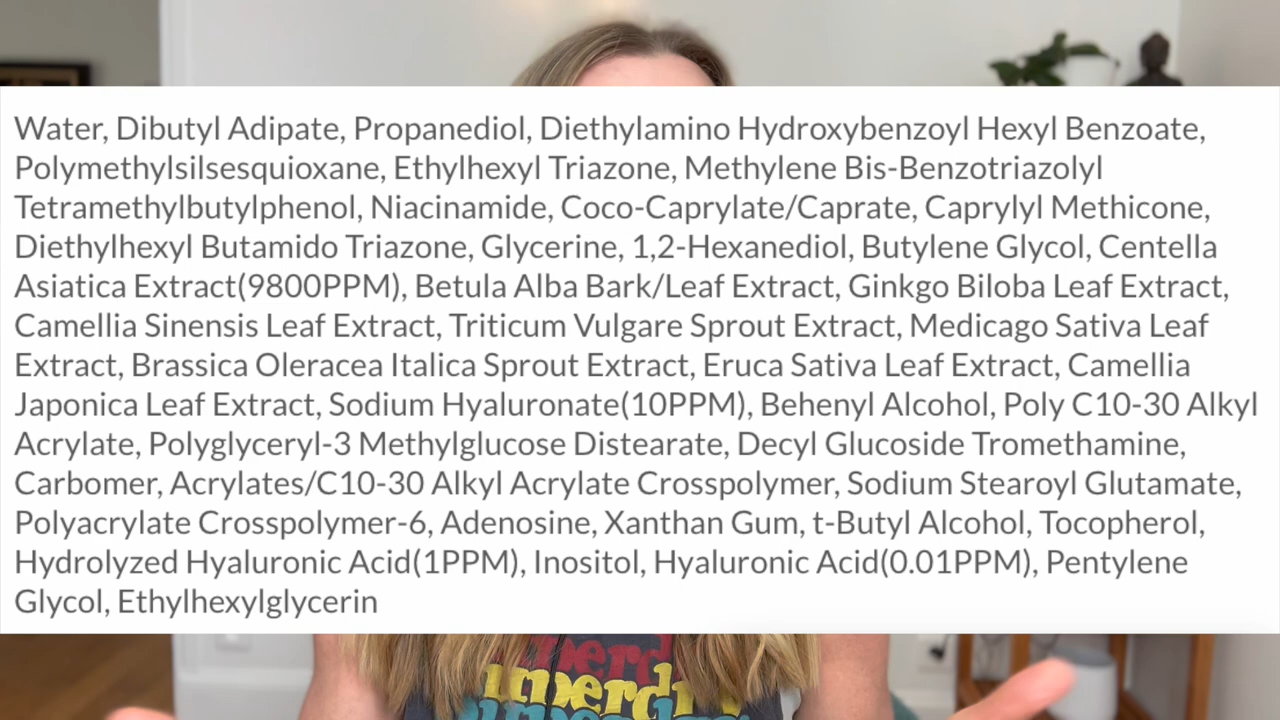 Water, Dibutyl Adipate, Propanediol, Diethylamino Hydroxybenzoyl Hexyl Benzoate,
Polymethylsilsesquioxane, Ethylhexyl Triazone, Methylene Bis-Benzotriazolyl
Tetramethylbutylphenol, Niacinamide, Coco-Caprylate/Caprate, Caprylyl Methicone,
Diethylhexyl Butamido Triazone, Glycerine, 1,2-Hexanediol, Butylene Glycol, Centella
Asiatica Extract(9800PPM), Betula Alba Bark/Leaf Extract, Ginkgo Biloba Leaf Extract,
Camellia Sinensis Leaf Extract, Triticum Vulgare Sprout Extract, Medicago Sativa Leaf
Extract, Brassica Oleracea Italica Sprout Extract, Eruca Sativa Leaf Extract, Camellia
Japonica Leaf Extract, Sodium Hyaluronate(10PPM), Behenyl Alcohol, Poly C10-30 Alkyl
Acrylate, Polyglyceryl-3 Methylglucose Distearate, Decyl Glucoside Tromethamine,
Carbomer, Acrylates/C10-30 Alkyl Acrylate Crosspolymer, Sodium Stearoyl Glutamate,
Polyacrylate Crosspolymer-6, Adenosine, Xanthan Gum, t-Butyl Alcohol, Tocopherol,
Hydrolyzed Hyaluronic Acid(1PPM), Inositol, Hyaluronic Acid(0.01PPM), Pentylene
Glycol, Ethylhexylglycerin